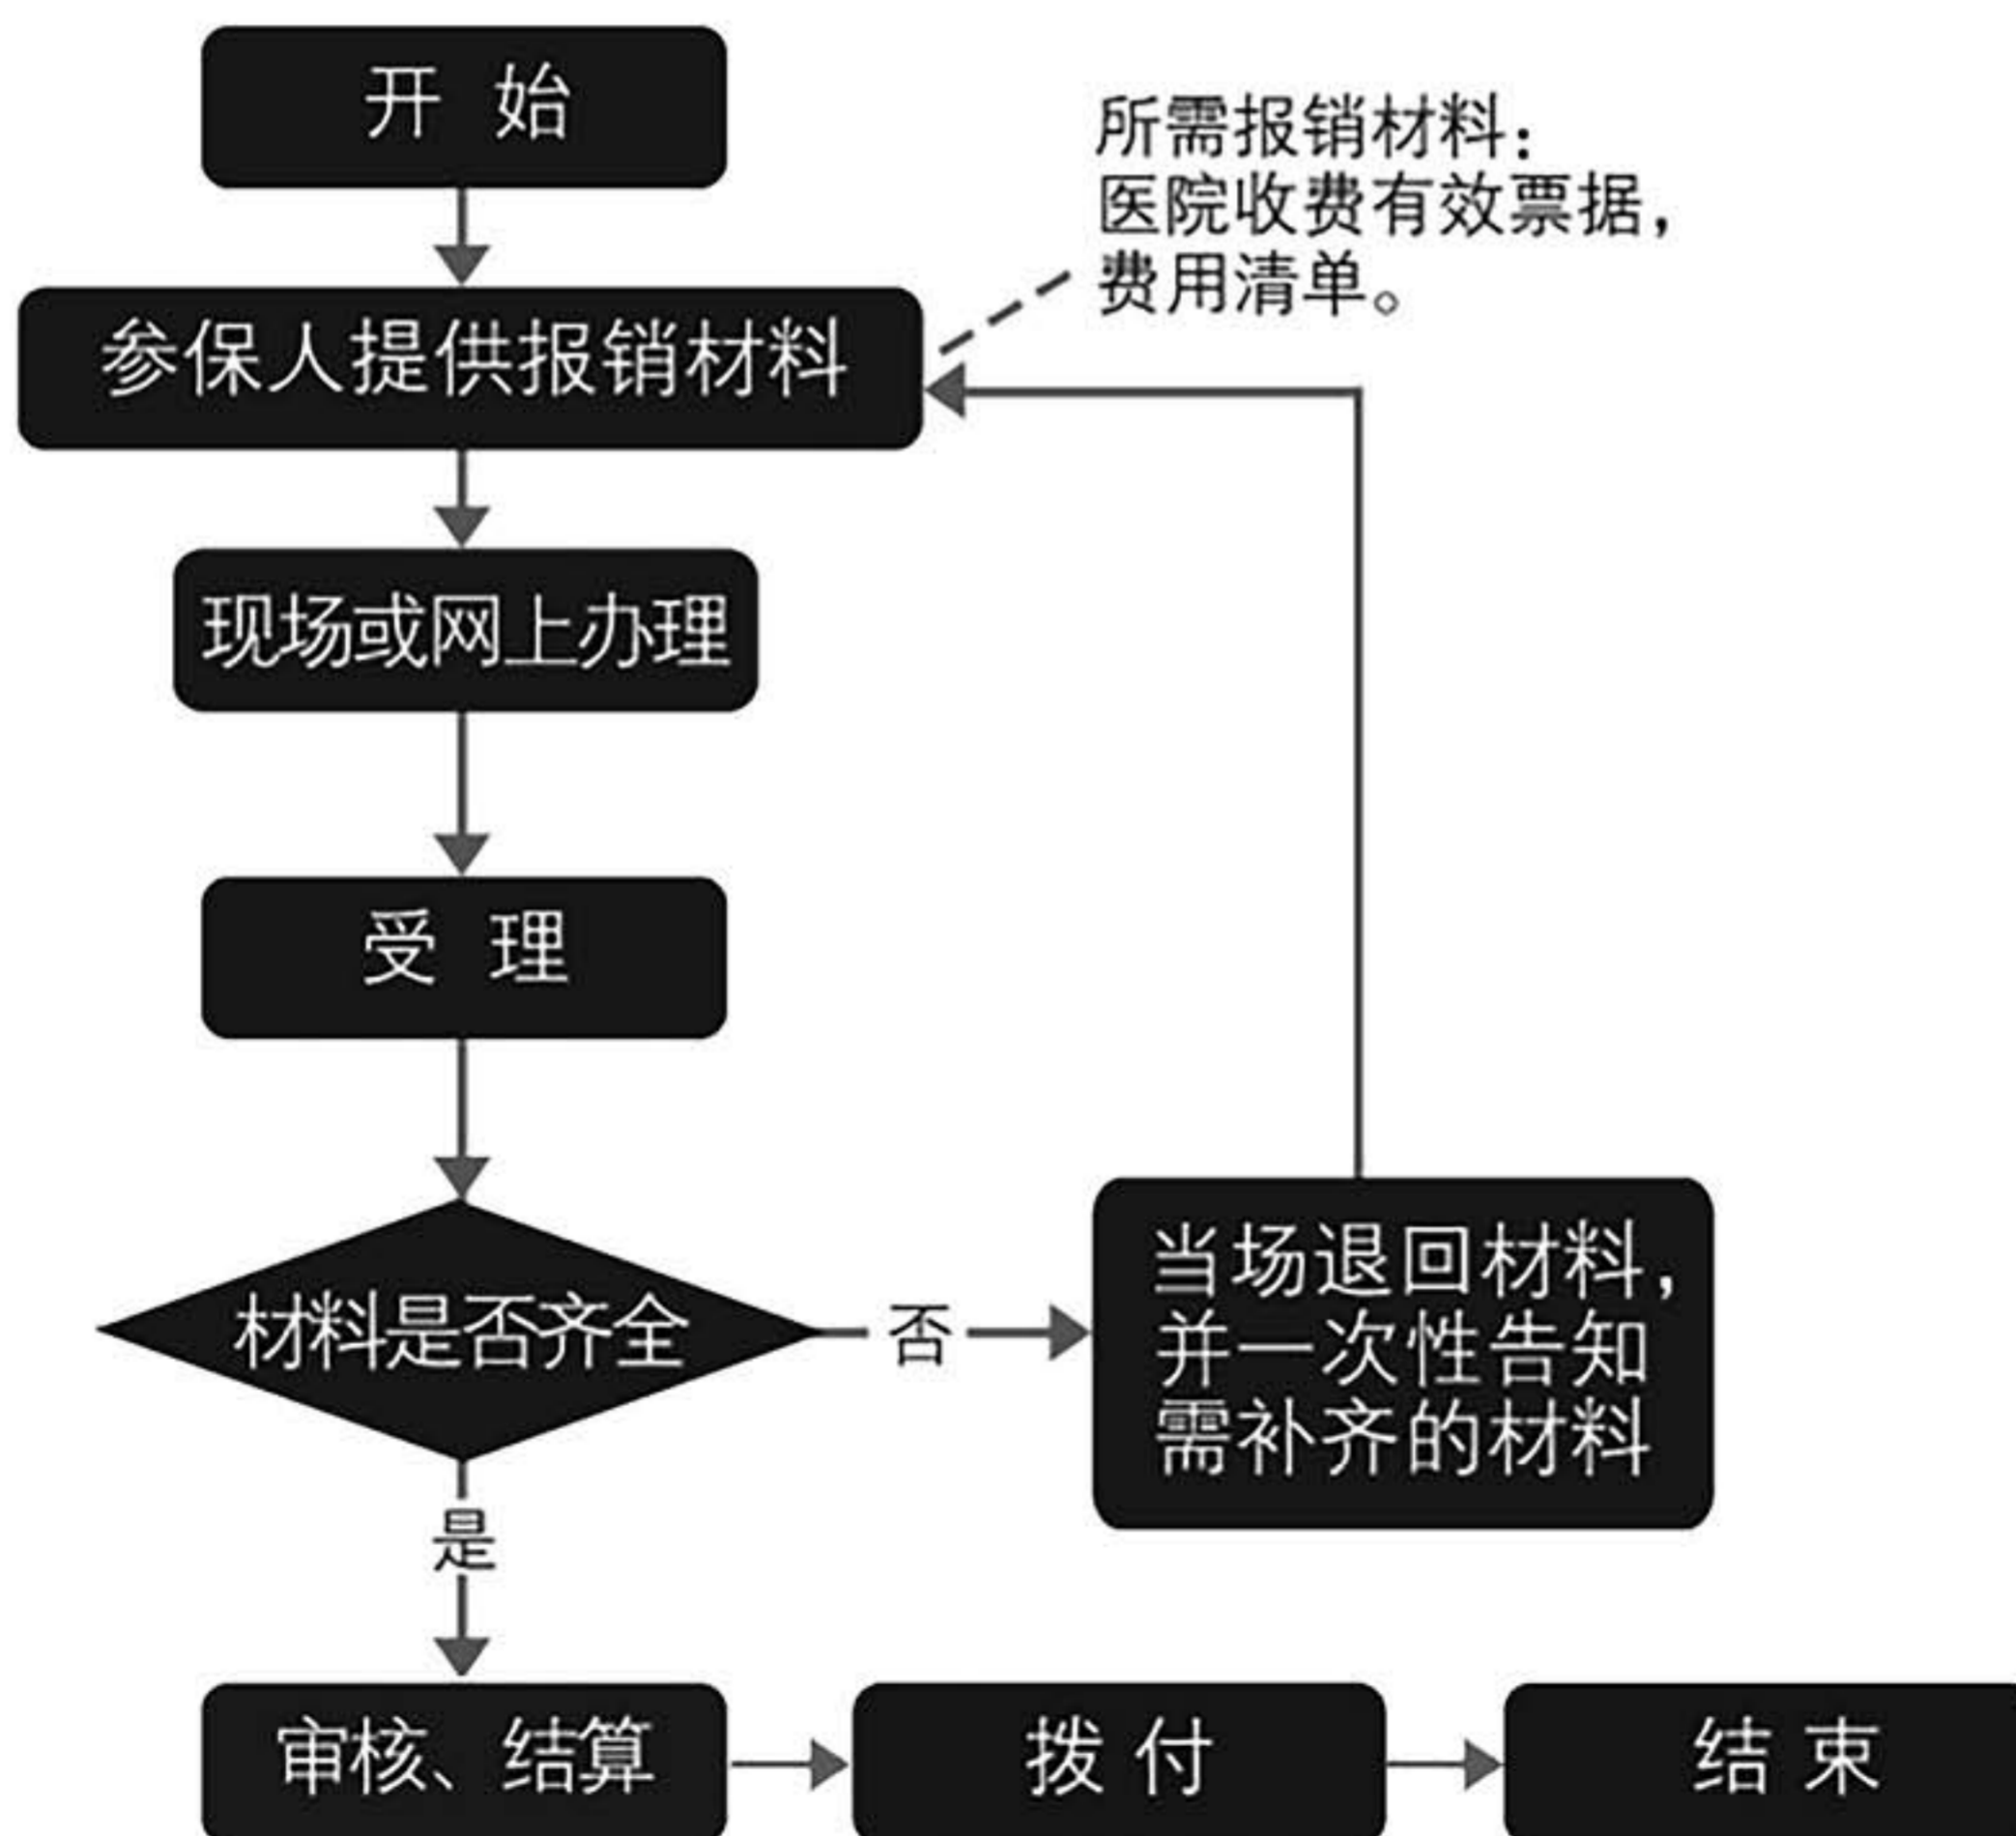 开 始
所需报销材料：
医院收费有效票据，
费用清单。
参保人提供报销材料
现场或网上办理
受 理
材料是否齐全
否
当场退回材料，
并一次性告知
需补齐的材料
是
审核、结算
拨 付
结 束